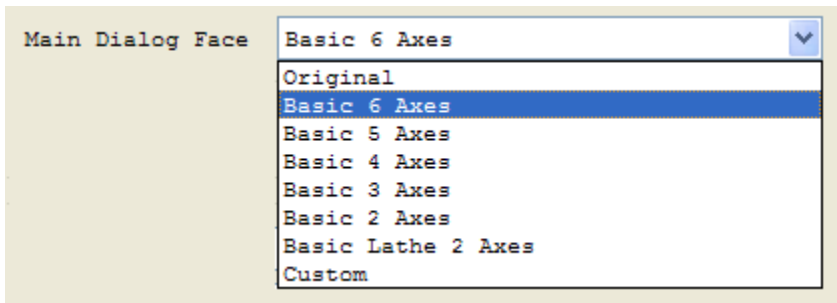 Main Dialog Face Basic 6 Axes
Original
Basic 6 Axes
Basic 5 Axes
Basic 4 Axes
Basic 3 Axes
Basic 2 Axes
Basic Lathe 2 Axes
Custom